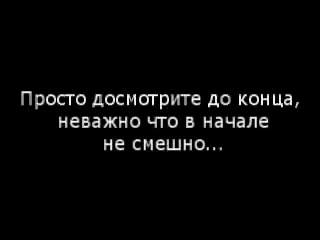 Просто досмотрите до конца,
неважно что в начале
не смешно...